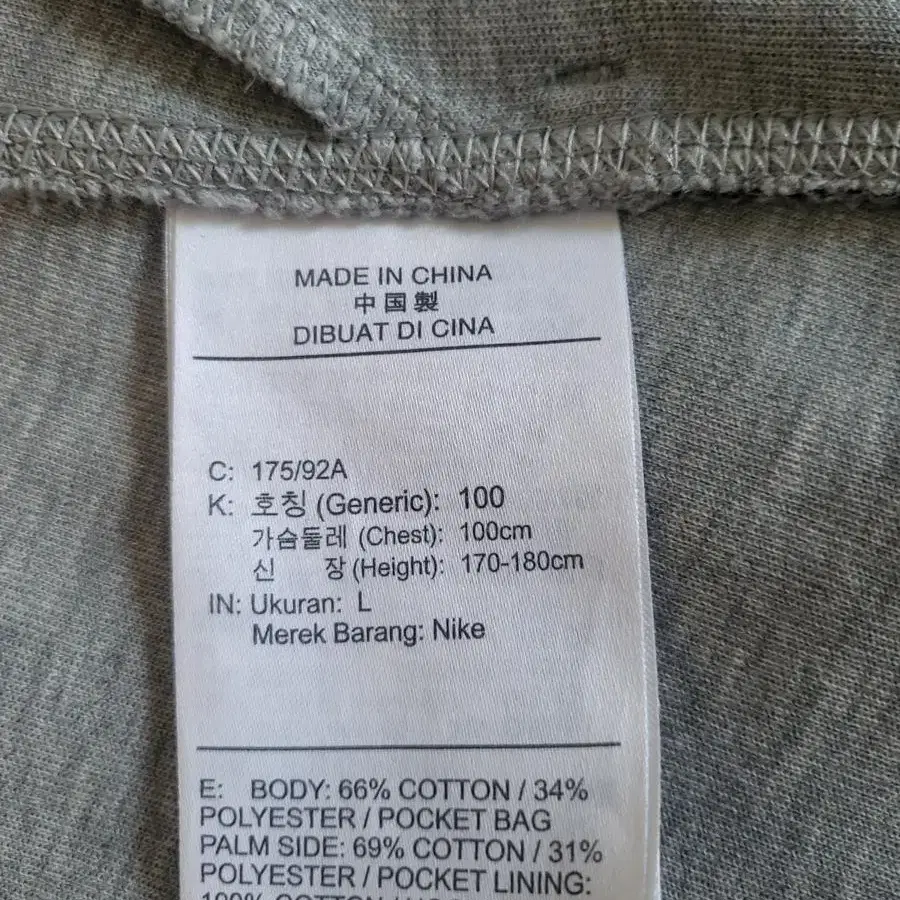 MADE IN CHINA
中国製
DIBUAT DI CINA
C: 175/92A
K: 호칭 (Generic): 100
가슴둘레 (Chest): 100cm
신 장 (Height): 170-180cm
IN: Ukuran: L
Merek Barang: Nike
E: BODY: 66% COTTON / 34%
POLYESTER / POCKET BAG
PALM SIDE: 69% COTTON / 31%
POLYESTER / POCKET LINING:
100% COTTON